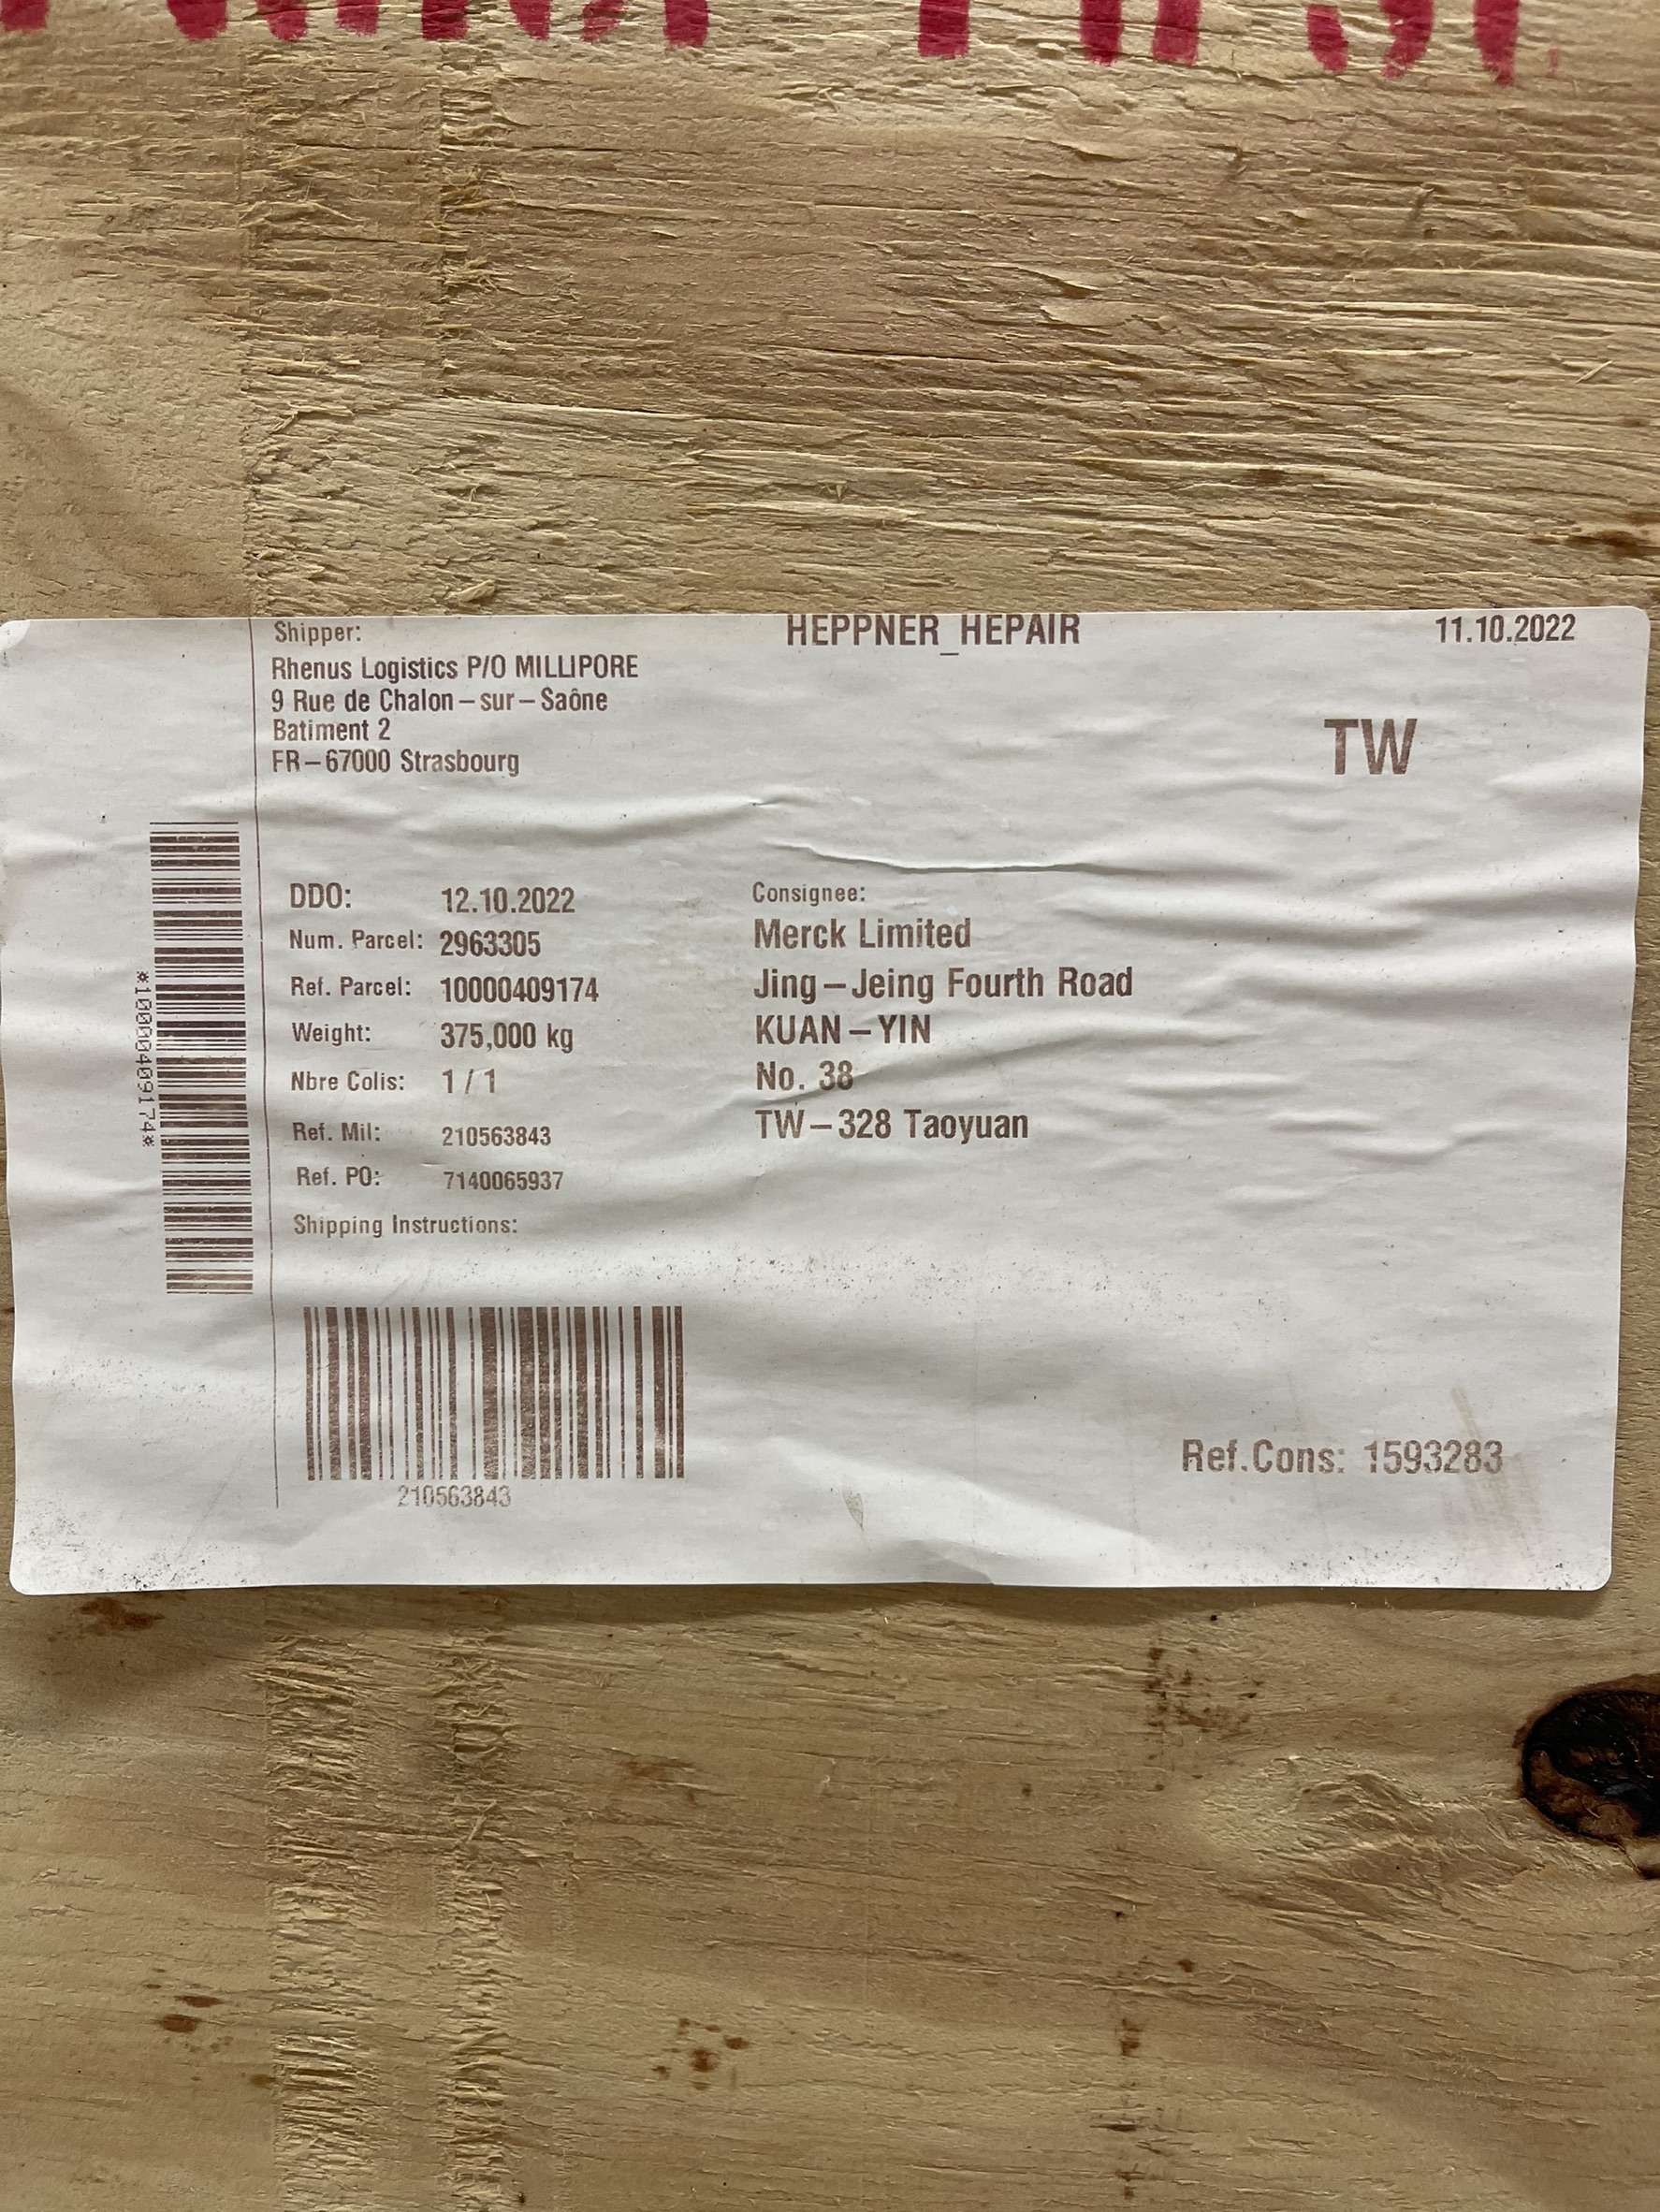 Shipper:
HEPPNER_HEPAIR
11.10.2022
Rhenus Logistics P/O MILLIPORE
9 Rue de Chalon-sur-Saône
Batiment 2
FR-67000 Strasbourg
TW
DDO: 12.10.2022
Num. Parcel: 2963305
Ref. Parcel: 10000409174
Weight: 375,000 kg
Nbre Colis: 1 / 1
Ref. Mil: 210563843
Ref. PO: 7140065937
Shipping Instructions:
Consignee:
Merck Limited
Jing-Jeing Fourth Road
KUAN-YIN
No. 38
TW-328 Taoyuan
*10000409174*
210563843
Ref.Cons: 1593283